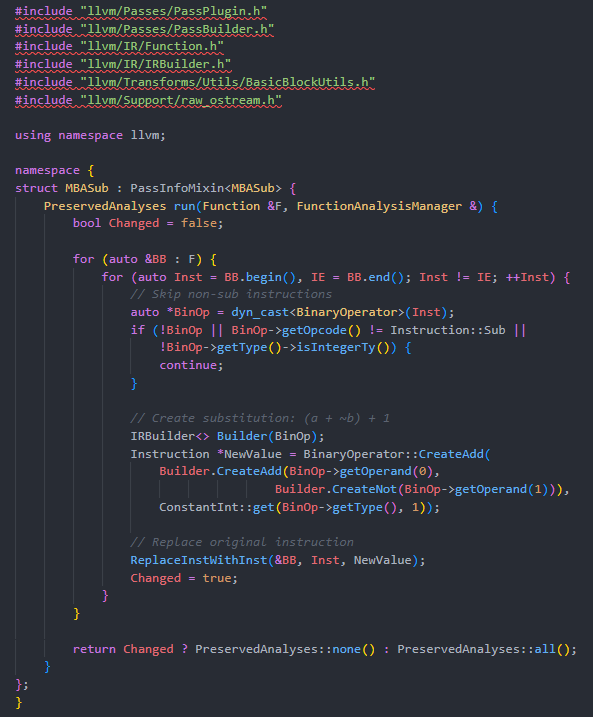 #include "llvm/Passes/PassPlugin.h"
#include "llvm/Passes/PassBuilder.h"
#include "llvm/IR/Function.h"
#include "llvm/IR/IRBuilder.h"
#include "llvm/Transforms/Utils/BasicBlockUtils.h"
#include "llvm/Support/raw_ostream.h"

using namespace llvm;

namespace {
struct MBASub : PassInfoMixin<MBASub> {
    PreservedAnalyses run(Function &F, FunctionAnalysisManager &) {
        bool Changed = false;

        for (auto &BB : F) {
            for (auto Inst = BB.begin(), IE = BB.end(); Inst != IE; ++Inst) {
                // Skip non-sub instructions
                auto *BinOp = dyn_cast<BinaryOperator>(Inst);
                if (!BinOp || BinOp->getOpcode() != Instruction::Sub ||
                    !BinOp->getType()->isIntegerTy()) {
                    continue;
                }

                // Create substitution: (a + ~b) + 1
                IRBuilder<> Builder(BinOp);
                Instruction *NewValue = BinaryOperator::CreateAdd(
                    Builder.CreateAdd(BinOp->getOperand(0),
                                    Builder.CreateNot(BinOp->getOperand(1))),
                    ConstantInt::get(BinOp->getType(), 1));

                // Replace original instruction
                ReplaceInstWithInst(&BB, Inst, NewValue);
                Changed = true;
            }
        }

        return Changed ? PreservedAnalyses::none() : PreservedAnalyses::all();
    }
};
}